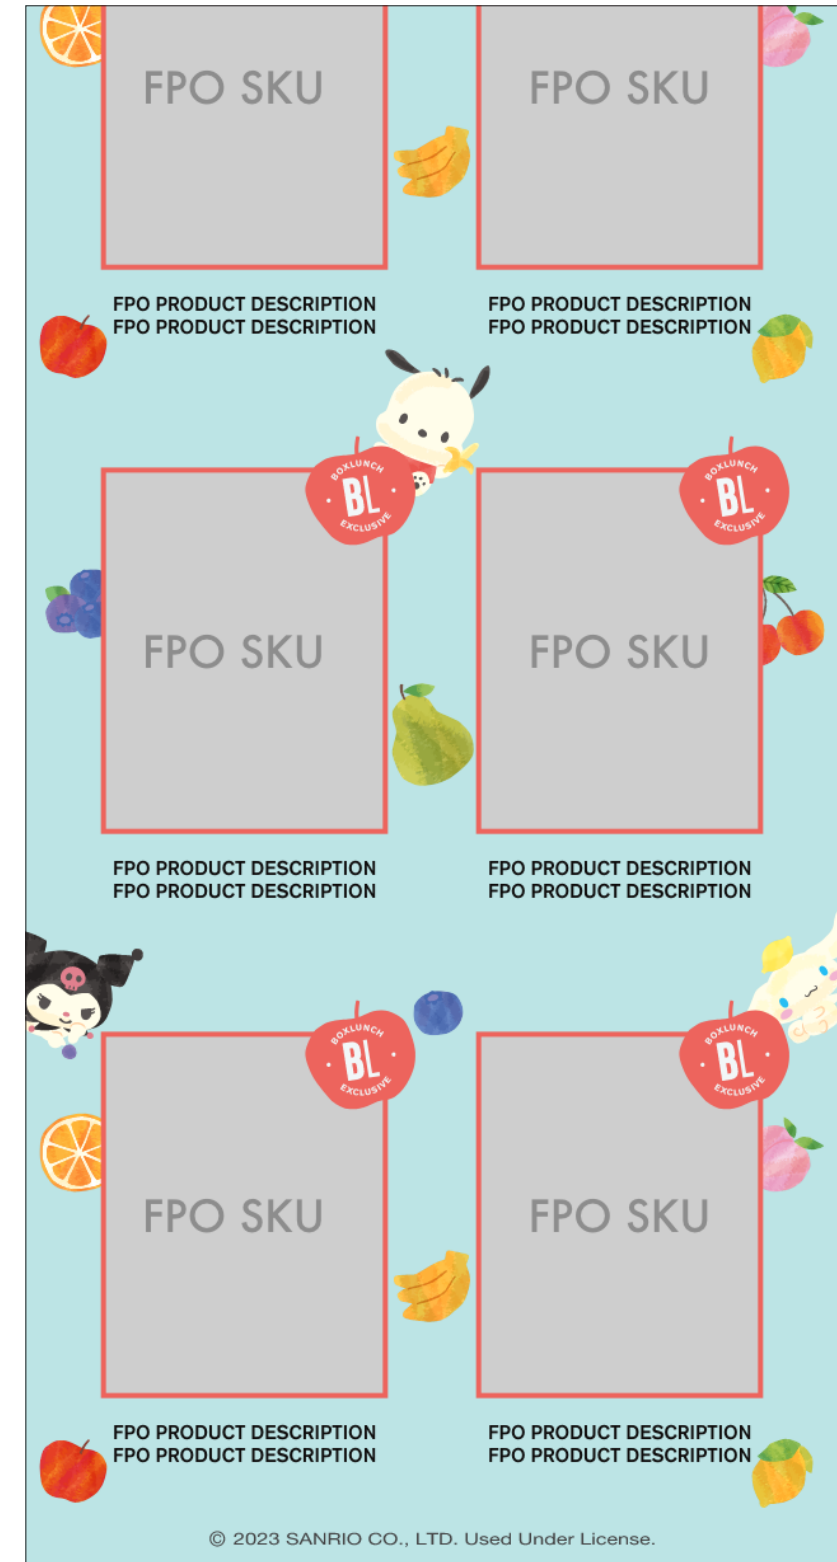 FPO SKU
FPO SKU
FPO PRODUCT DESCRIPTION
FPO PRODUCT DESCRIPTION
FPO PRODUCT DESCRIPTION
FPO PRODUCT DESCRIPTION
BOXLUNCH
BL
EXCLUSIVE
BOXLUNCH
BL
EXCLUSIVE
FPO SKU
FPO SKU
FPO PRODUCT DESCRIPTION
FPO PRODUCT DESCRIPTION
FPO PRODUCT DESCRIPTION
FPO PRODUCT DESCRIPTION
BOXLUNCH
BL
EXCLUSIVE
BOXLUNCH
BL
EXCLUSIVE
FPO SKU
FPO SKU
FPO PRODUCT DESCRIPTION
FPO PRODUCT DESCRIPTION
FPO PRODUCT DESCRIPTION
FPO PRODUCT DESCRIPTION
© 2023 SANRIO CO., LTD. Used Under License.